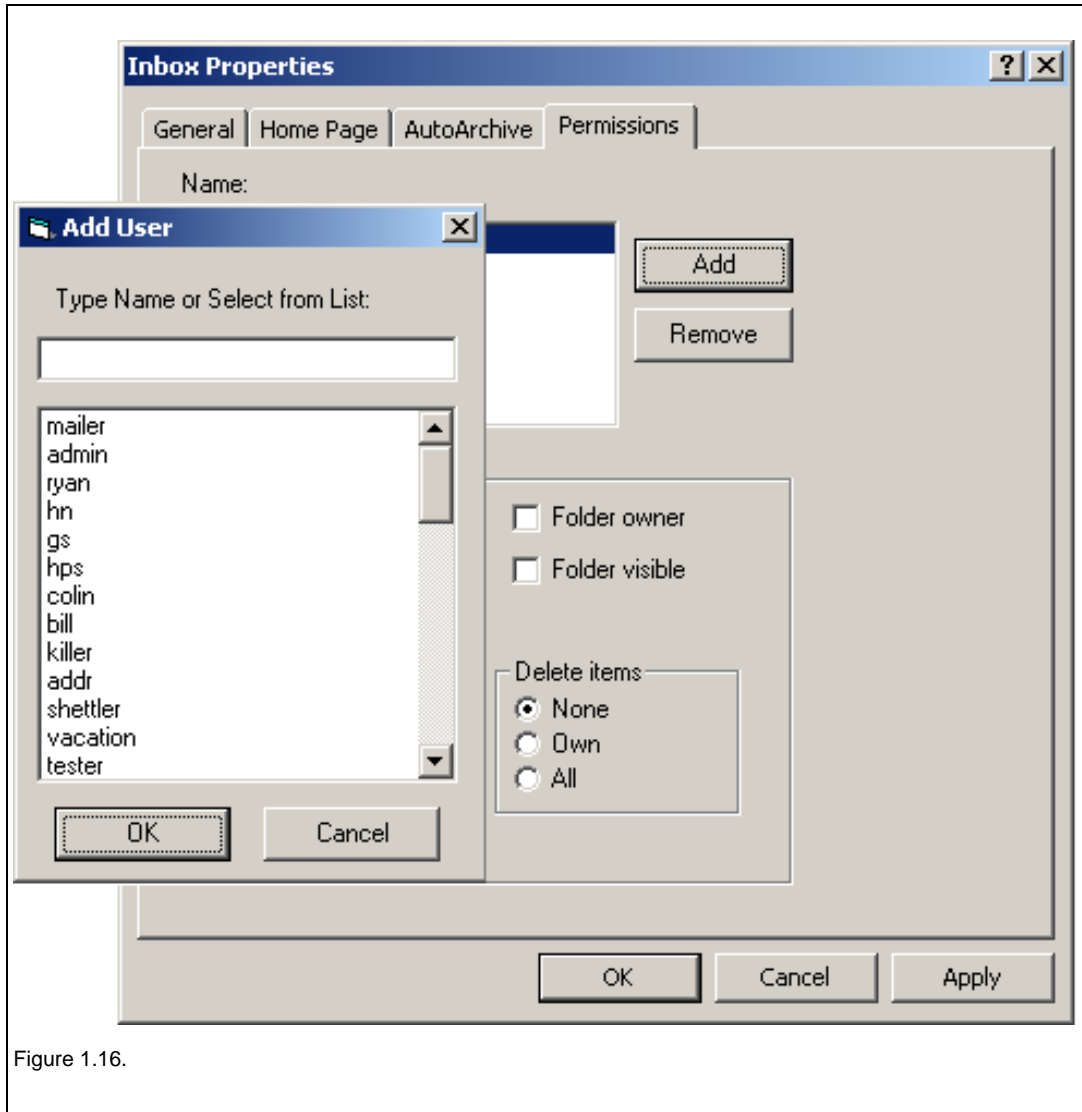 Inbox Properties
General Home Page AutoArchive Permissions
Name:
Add User
Type Name or Select from List:
Add
Remove
mailer
admin
ryan
hn
gs
hps
colin
bill
killer
addr
shettler
vacation
tester
Folder owner
Folder visible
Delete items
None
Own
All
OK Cancel
OK Cancel Apply
Figure 1.16.